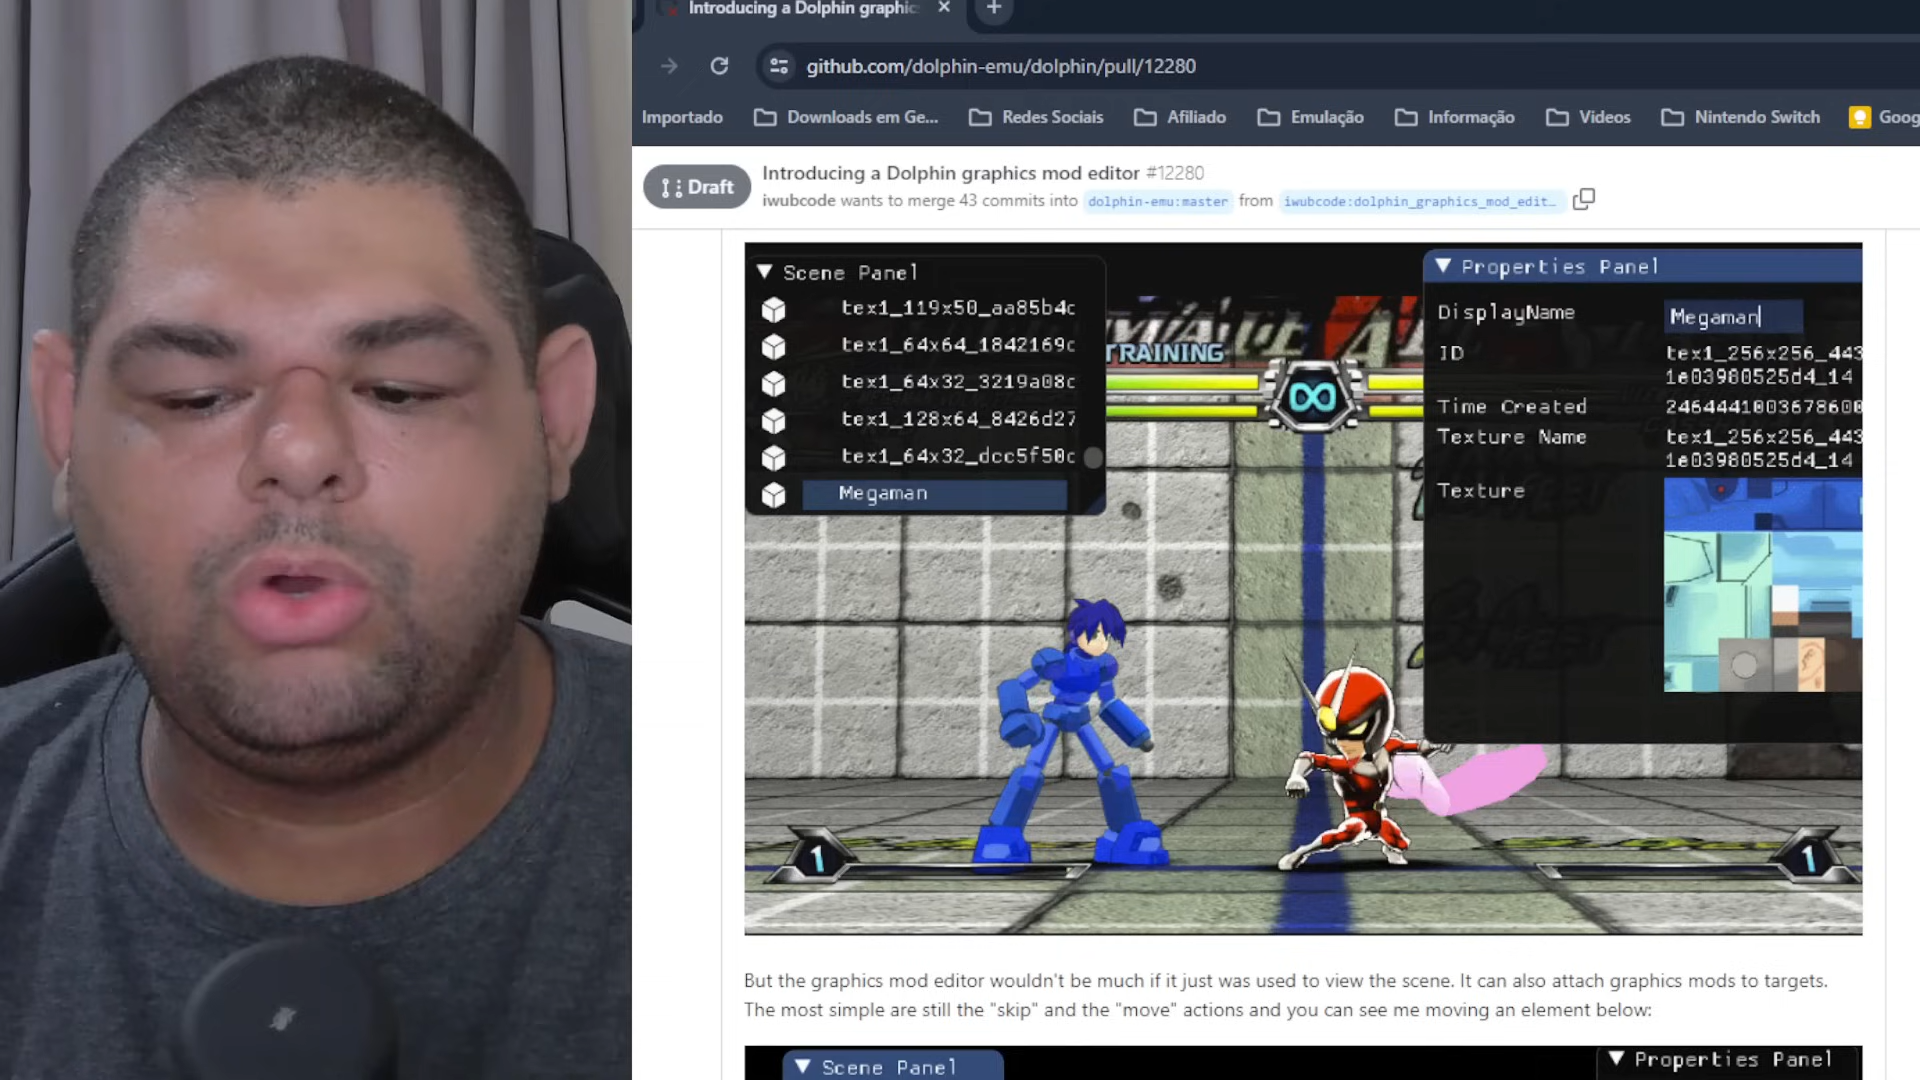 Introducing a Dolphin graphic
github.com/dolphin-emu/dolphin/pull/12280
Importado
Downloads em Ge...
Redes Sociais
Afiliado
Emulação
Informação
Videos
Nintendo Switch
Goog
Draft
Introducing a Dolphin graphics mod editor #12280
iwubcode wants to merge 43 commits into dolphin-emu:master from iwubcode:dolphin_graphics_mod_edit...
Scene Panel
tex1_119x50_aa85b4c
tex1_64x64_1842169c
tex1_64x32_3219a08c
tex1_128x64_8426d27
tex1_64x32_dcc5f50c
Megaman
TRAINING
Properties Panel
DisplayName Megaman
ID tex1_256x256_443
1e03980525d4_14
Time Created 2464441003678600
Texture Name tex1_256x256_443
1e03980525d4_14
Texture
1
1
But the graphics mod editor wouldn't be much if it just was used to view the scene. It can also attach graphics mods to targets.
The most simple are still the "skip" and the "move" actions and you can see me moving an element below:
Scene Panel
Properties Panel